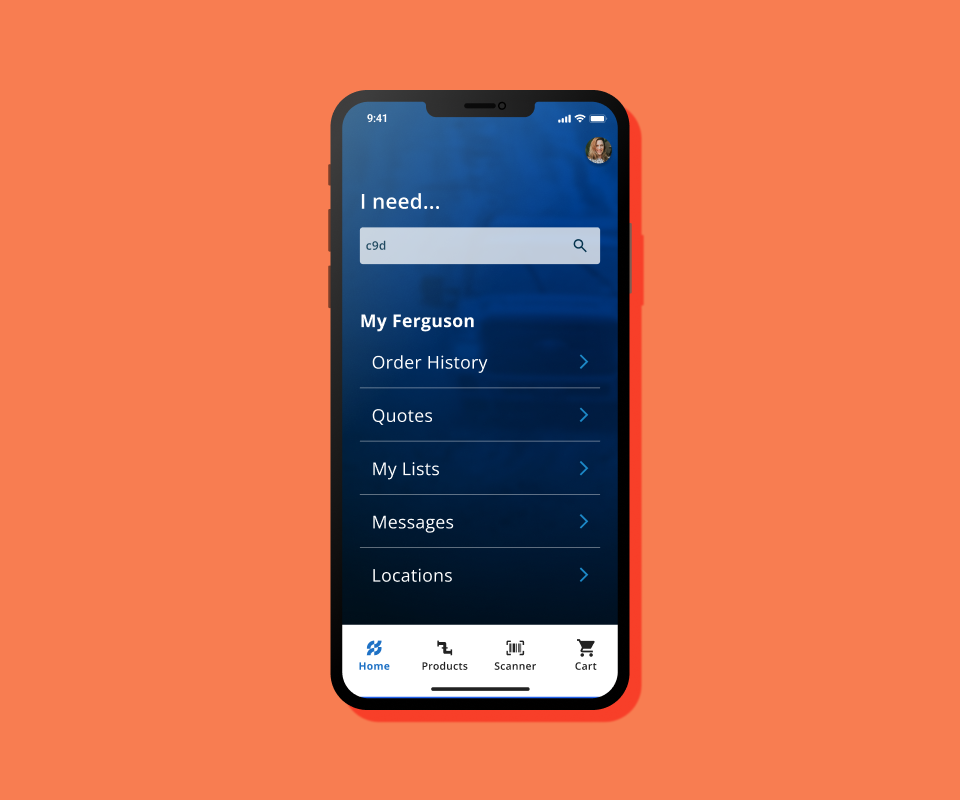 9:41
I need...
c9d
My Ferguson
Order History
Quotes
My Lists
Messages
Locations
Home Products Scanner Cart